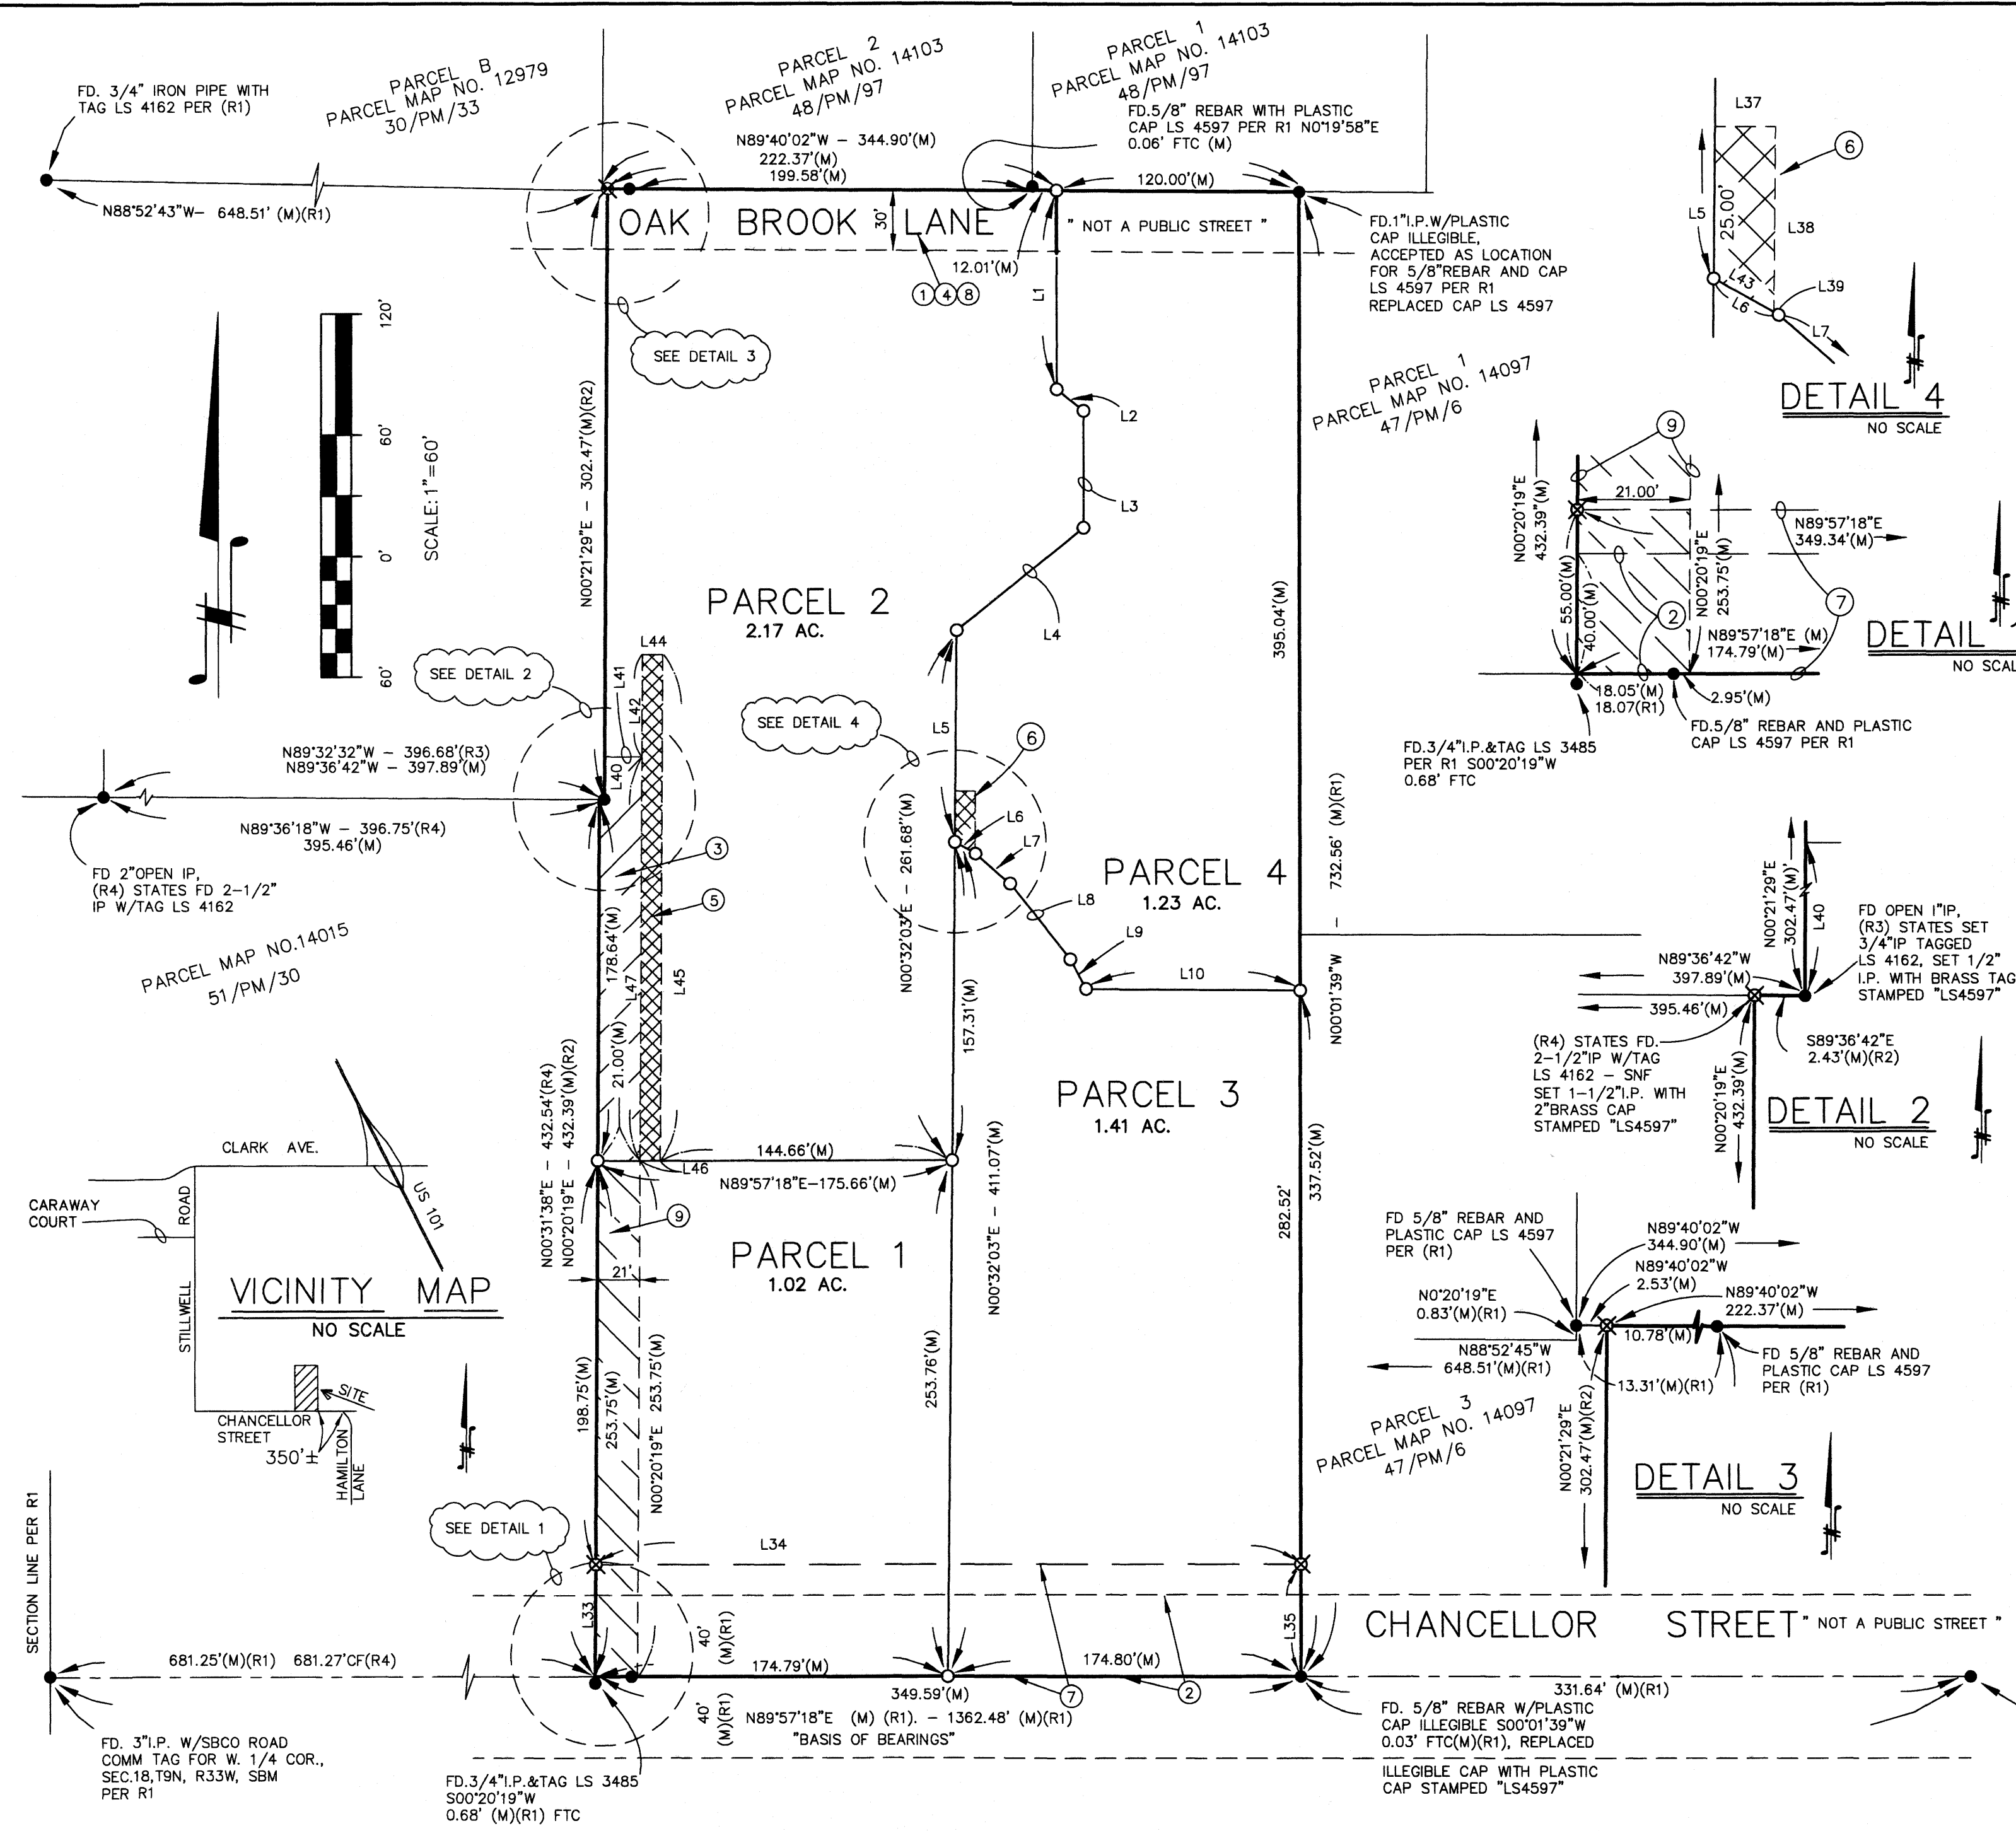 FD. 3/4" IRON PIPE WITH
TAG LS 4162 PER (R1)
PARCEL B
PARCEL MAP NO. 12979
30/PM/33
PARCEL 2
PARCEL MAP NO. 14103
48/PM/97
PARCEL 1
PARCEL MAP NO. 14103
48/PM/97
FD.5/8" REBAR WITH PLASTIC
CAP LS 4597 PER R1 N0°19'58"E
0.06' FTC (M)
N89°40'02"W - 344.90'(M)
222.37'(M)
199.58'(M)
120.00'(M)
N88°52'43"W- 648.51' (M)(R1)
OAK BROOK LANE
30'
" NOT A PUBLIC STREET "
12.01'(M)
1 4 8
L1
FD.1"I.P.W/PLASTIC
CAP ILLEGIBLE,
ACCEPTED AS LOCATION
FOR 5/8"REBAR AND CAP
LS 4597 PER R1
REPLACED CAP LS 4597
L37
6
L5
25.00'
L38
L43
L39
L6
L7
DETAIL 4
NO SCALE
120'
60'
0'
60'
SCALE:1"=60'
SEE DETAIL 3
N00°21'29"E - 302.47'(M)(R2)
L2
L3
L4
PARCEL 1
PARCEL MAP NO. 14097
47/PM/6
PARCEL 2
2.17 AC.
395.04'(M)
9
N00°20'19"E
432.39"(M)
21.00'
N89°57'18"E
349.34'(M)
55.00'(M)
40.00'(M)
N00°20'19"E
253.75'(M)
2
7
N89°57'18"E (M)
174.79'(M)
DETAIL
NO SCAL
18.05'(M)
18.07(R1)
2.95'(M)
FD.5/8" REBAR AND PLASTIC
CAP LS 4597 PER R1
FD.3/4"I.P.&TAG LS 3485
PER R1 S00°20'19"W
0.68' FTC
L44
SEE DETAIL 2
L41
L42
L40
L5
SEE DETAIL 4
6
L6
L7
L8
L9
L10
N89°32'32"W - 396.68'(R3)
N89°36'42"W - 397.89'(M)
N89°36'18"W - 396.75'(R4)
395.46'(M)
FD 2"OPEN IP,
(R4) STATES FD 2-1/2"
IP W/TAG LS 4162
PARCEL MAP NO.14015
51/PM/30
3
5
178.64'(M)
L47
L45
21.00'(M)
N00°32'03"E - 261.68"(M)
157.31'(M)
PARCEL 4
1.23 AC.
N00°01'39"W - 732.56' (M)(R1)
N00°21'29"E
302.47'(M)
L40
FD OPEN I"IP,
(R3) STATES SET
3/4"IP TAGGED
LS 4162, SET 1/2"
I.P. WITH BRASS TAG
STAMPED "LS4597"
N89°36'42"W
397.89'(M)
395.46'(M)
(R4) STATES FD.
2-1/2"IP W/TAG
LS 4162 - SNF
SET 1-1/2"I.P. WITH
2"BRASS CAP
STAMPED "LS4597"
S89°36'42"E
2.43'(M)(R2)
N00°20'19"E
432.39'(M)
DETAIL 2
NO SCALE
PARCEL 3
1.41 AC.
N00°31'38"E - 432.54'(R4)
N00°20'19"E - 432.39'(M)(R2)
144.66'(M)
L46
N89°57'18"E-175.66'(M)
N00°32'03"E - 411.07'(M)
282.52'
337.52'(M)
CLARK AVE.
CARAWAY
COURT
ROAD
US 101
STILLWELL
VICINITY MAP
NO SCALE
SITE
CHANCELLOR
STREET
350'±
HAMILTON
LANE
9
PARCEL 1
1.02 AC.
21'
198.75'(M)
253.75'(M)
N00°20'19"E 253.75'(M)
253.76'(M)
FD 5/8" REBAR AND
PLASTIC CAP LS 4597
PER (R1)
N89°40'02"W
344.90'(M)
N89°40'02"W
2.53'(M)
N0°20'19"E
0.83'(M)(R1)
N89°40'02"W
222.37'(M)
10.78'(M)
N88°52'45"W
648.51'(M)(R1)
13.31'(M)(R1)
FD 5/8" REBAR AND
PLASTIC CAP LS 4597
PER (R1)
PARCEL 3
PARCEL MAP NO. 14097
47/PM/6
N00°21'29"E
302.47'(M)(R2)
DETAIL 3
NO SCALE
SECTION LINE PER R1
SEE DETAIL 1
L34
L33
L35
40'
(M)(R1)
CHANCELLOR STREET " NOT A PUBLIC STREET "
681.25'(M)(R1) 681.27'CF(R4)
174.79'(M)
174.80'(M)
349.59'(M)
7
2
331.64' (M)(R1)
40'
(M)(R1)
N89°57'18"E (M) (R1). - 1362.48' (M)(R1)
"BASIS OF BEARINGS"
FD. 3"I.P. W/SBCO ROAD
COMM TAG FOR W. 1/4 COR.,
SEC.18,T9N, R33W, SBM
PER R1
FD.3/4"I.P.&TAG LS 3485
S00°20'19"W
0.68' (M)(R1) FTC
FD. 5/8" REBAR W/PLASTIC
CAP ILLEGIBLE S00°01'39"W
0.03' FTC(M)(R1), REPLACED
ILLEGIBLE CAP WITH PLASTIC
CAP STAMPED "LS4597"